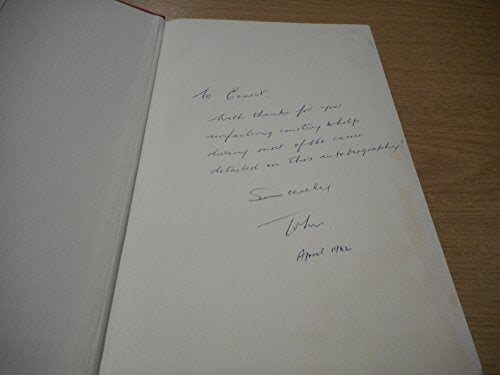 To Ernest.
With thanks for your
unfailing courtesy & help
during most of the career
detailed in this autobiography!
Sincerely
John.
April 1982